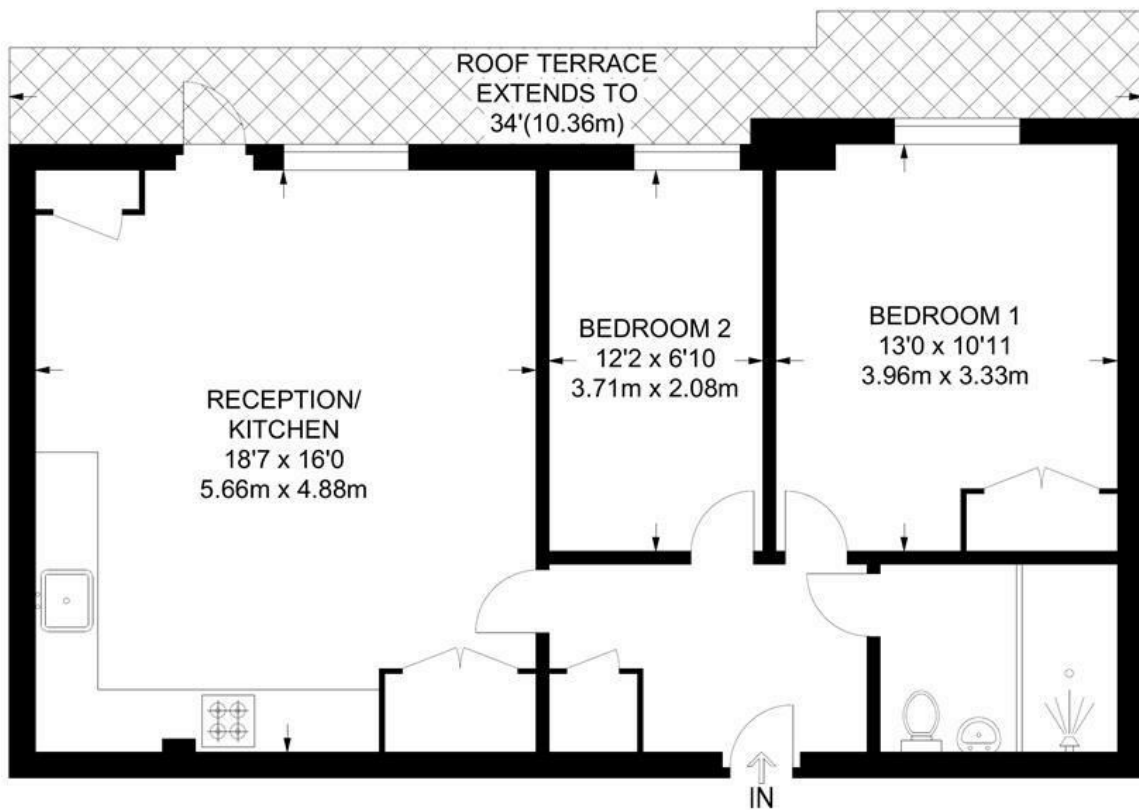 ROOF TERRACE
EXTENDS TO
34'(10.36m)
RECEPTION/
KITCHEN
18'7 x 16'0
5.66m x 4.88m
BEDROOM 2
12'2 x 6'10
3.71m x 2.08m
BEDROOM 1
13'0 x 10'11
3.96m x 3.33m
IN